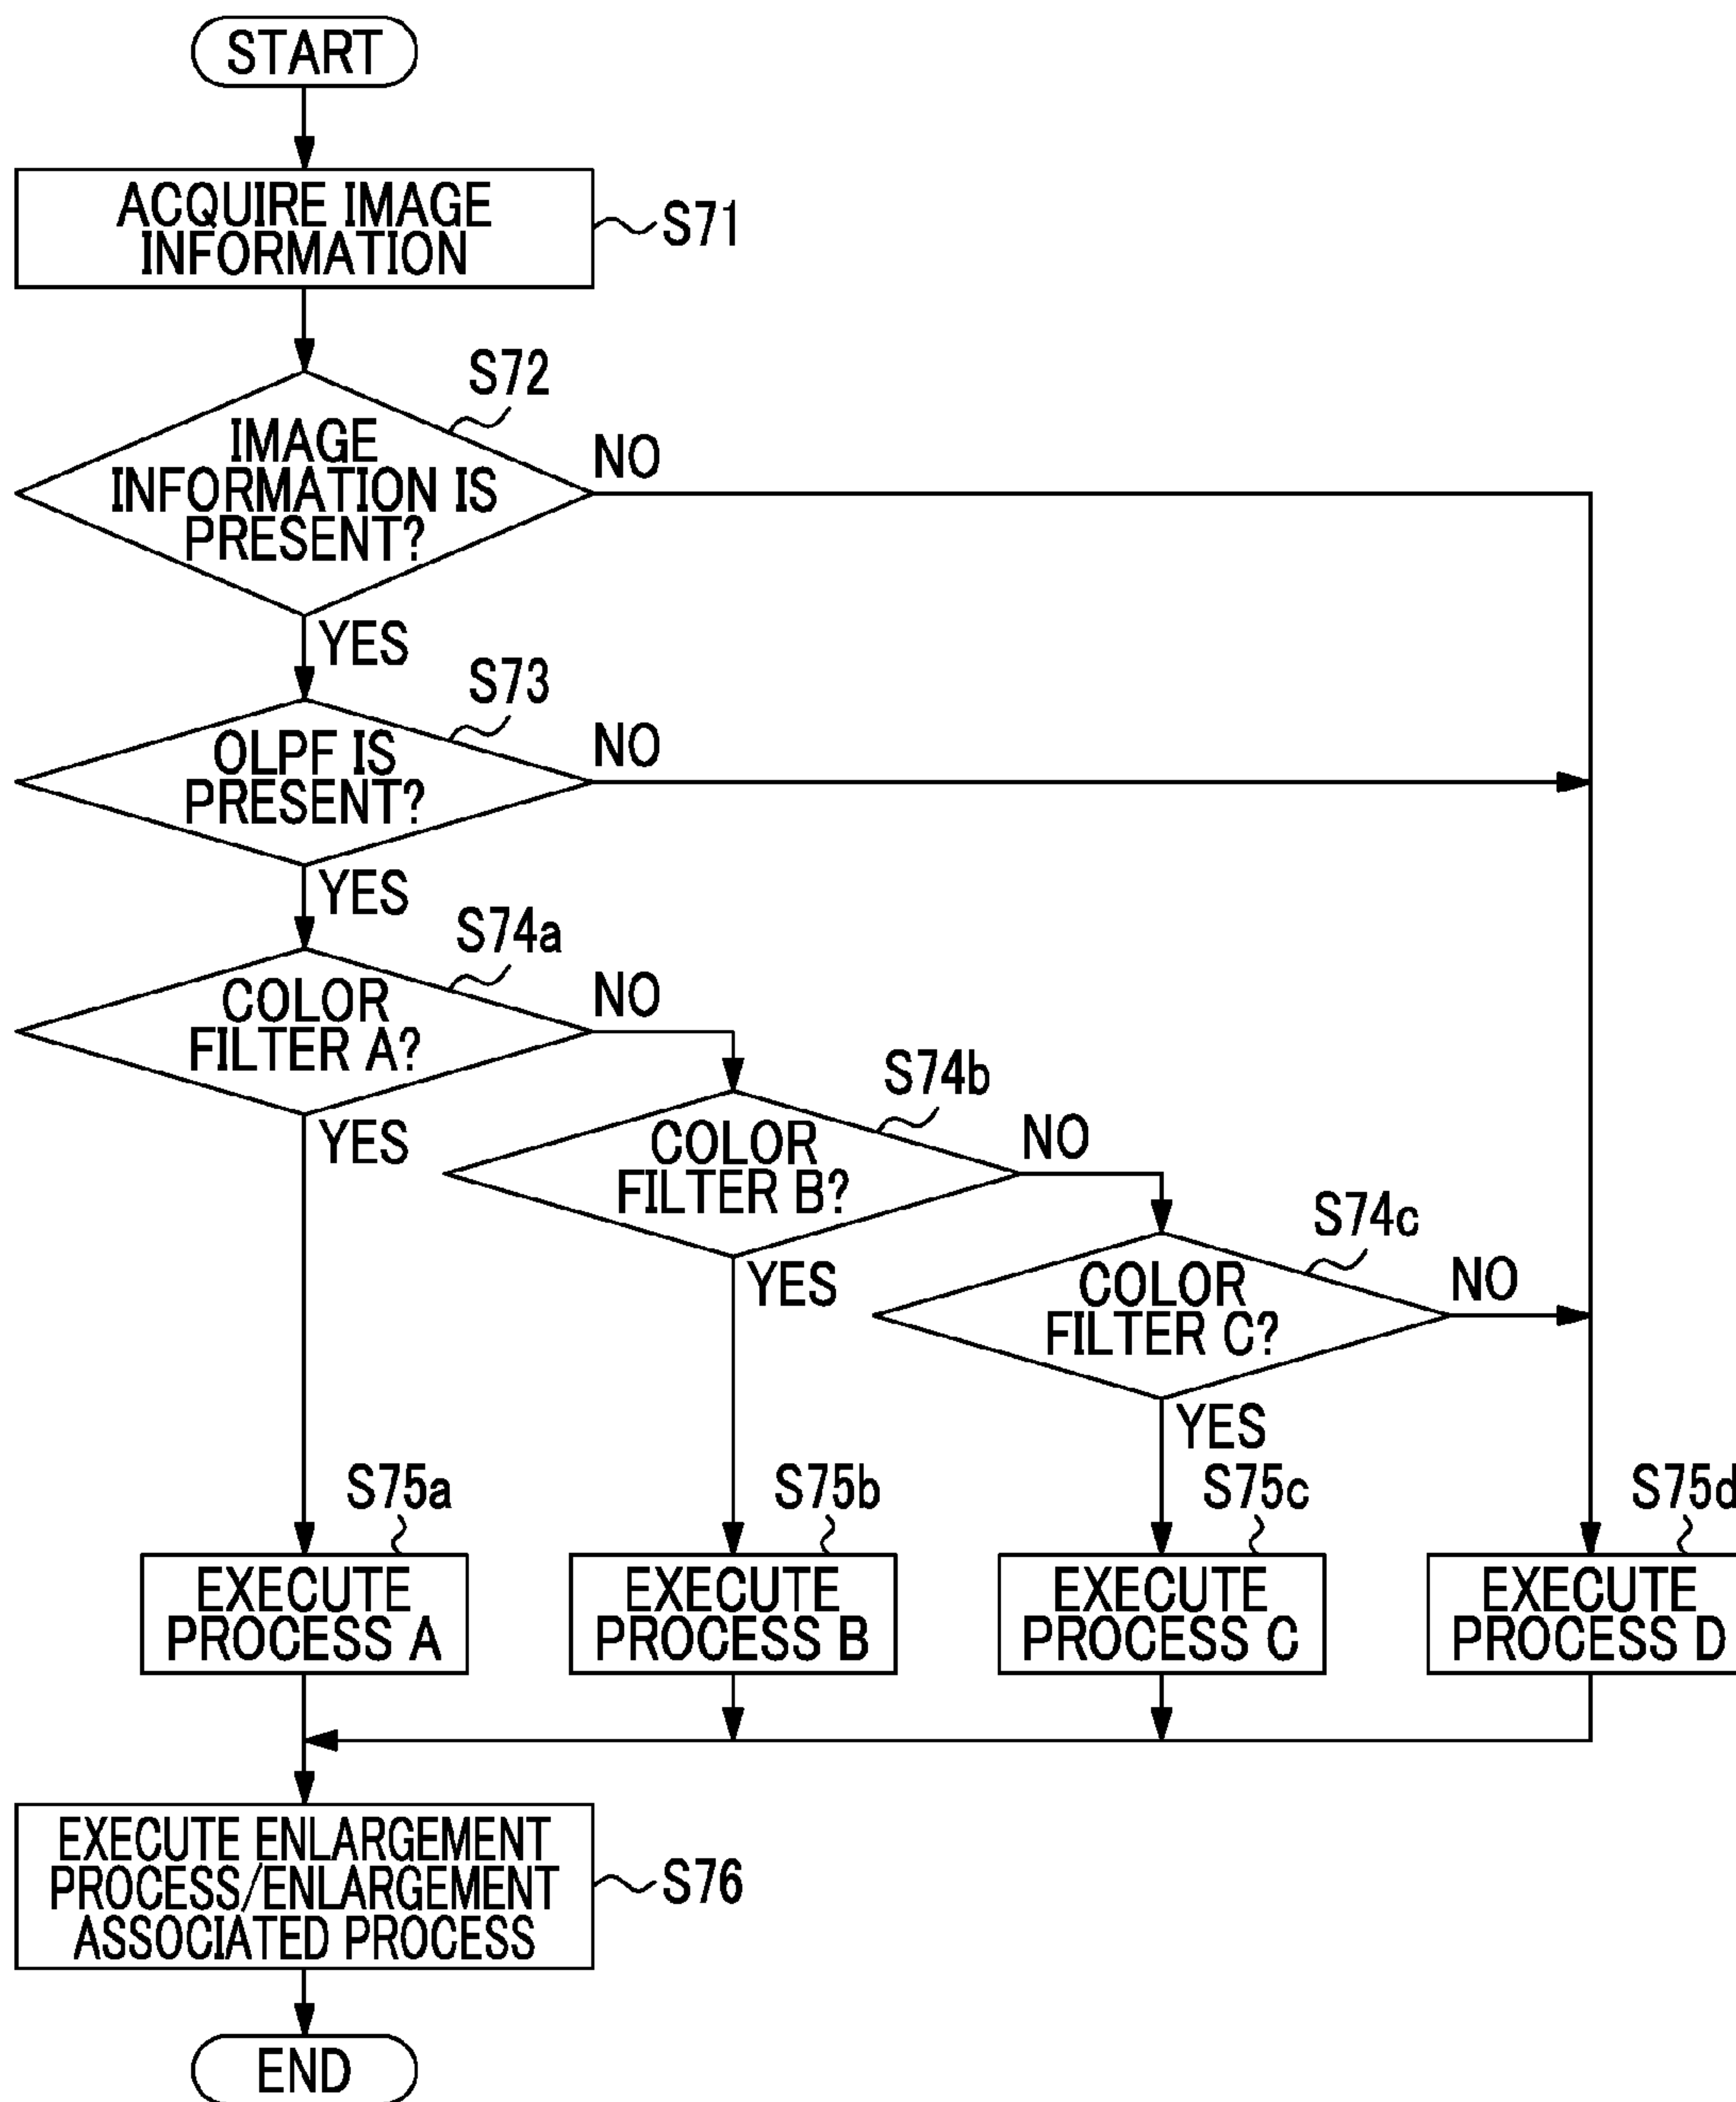 START
ACQUIRE IMAGE
INFORMATION
S71
S72
IMAGE
INFORMATION IS
PRESENT?
NO
YES
S73
OLPF IS
PRESENT?
NO
YES
S74a
COLOR
FILTER A?
NO
YES
S74b
COLOR
FILTER B?
NO
YES
S74c
COLOR
FILTER C?
NO
YES
S75a
EXECUTE
PROCESS A
S75b
EXECUTE
PROCESS B
S75c
EXECUTE
PROCESS C
S75d
EXECUTE
PROCESS D
EXECUTE ENLARGEMENT
PROCESS/ENLARGEMENT
ASSOCIATED PROCESS
S76
END